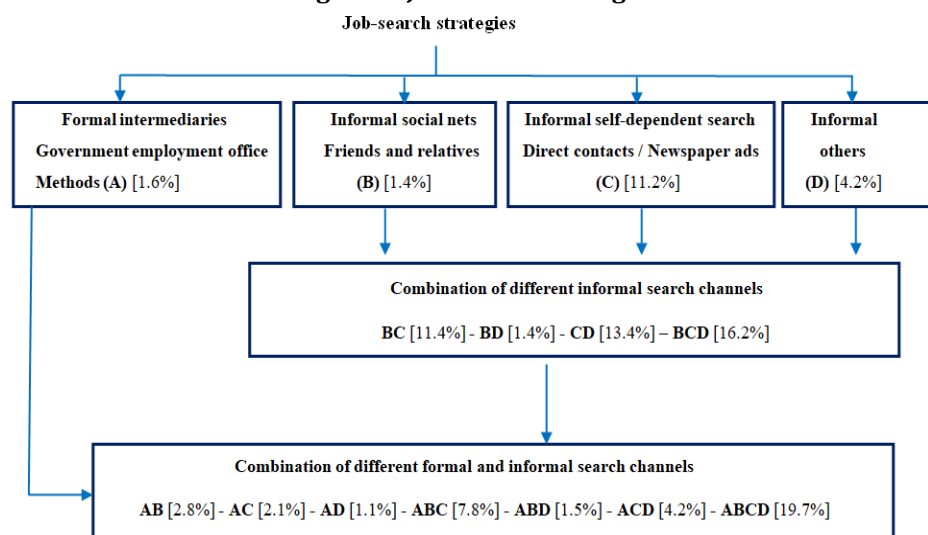 Job-search strategies
Formal intermediaries
Government employment office
Methods (A) [1.6%]
Informal social nets
Friends and relatives
(B) [1.4%]
Informal self-dependent search
Direct contacts / Newspaper ads
(C) [11.2%]
Informal
others
(D) [4.2%]
Combination of different informal search channels
BC [11.4%] - BD [1.4%] - CD [13.4%] – BCD [16.2%]
Combination of different formal and informal search channels
AB [2.8%] - AC [2.1%] - AD [1.1%] - ABC [7.8%] - ABD [1.5%] - ACD [4.2%] - ABCD [19.7%]